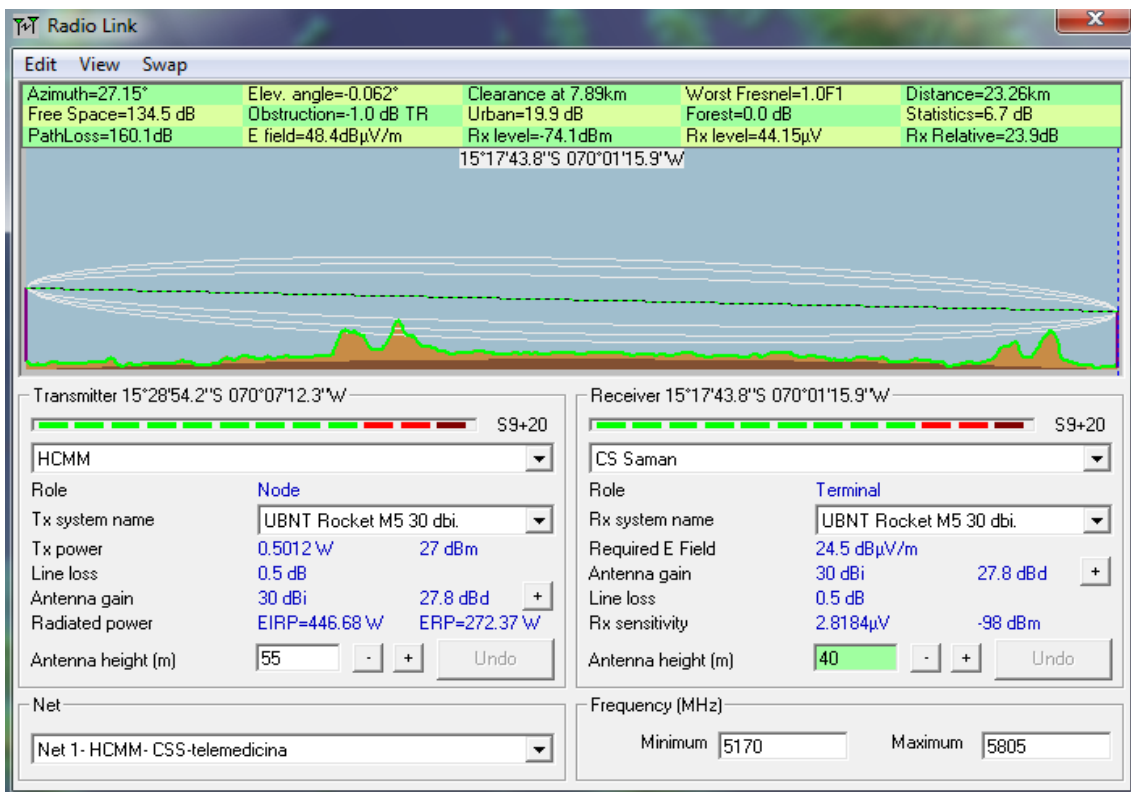 Radio Link
Edit View Swap
Azimuth=27.15° Elev. angle=-0.062° Clearance at 7.89km Worst Fresnel=1.0F1 Distance=23.26km
Free Space=134.5 dB Obstruction=-1.0 dB TR Urban=19.9 dB Forest=0.0 dB Statistics=6.7 dB
PathLoss=160.1dB E field=48.4dBμV/m Rx level=-74.1dBm Rx level=44.15μV Rx Relative=23.9dB
15°17'43.8"S 070°01'15.9"W
Transmitter 15°28'54.2"S 070°07'12.3"W
S9+20
HCMM
Role Node
Tx system name UBNT Rocket M5 30 dbi.
Tx power 0.5012 W 27 dBm
Line loss 0.5 dB
Antenna gain 30 dBi 27.8 dBd +
Radiated power EIRP=446.68 W ERP=272.37 W
Antenna height (m) 55 - + Undo
Net
Net 1- HCMM- CSS-telemedicina
Receiver 15°17'43.8"S 070°01'15.9"W
S9+20
CS Saman
Role Terminal
Rx system name UBNT Rocket M5 30 dbi.
Required E Field 24.5 dBμV/m
Antenna gain 30 dBi 27.8 dBd +
Line loss 0.5 dB
Rx sensitivity 2.8184μV -98 dBm
Antenna height (m) 40 - + Undo
Frequency (MHz)
Minimum 5170 Maximum 5805